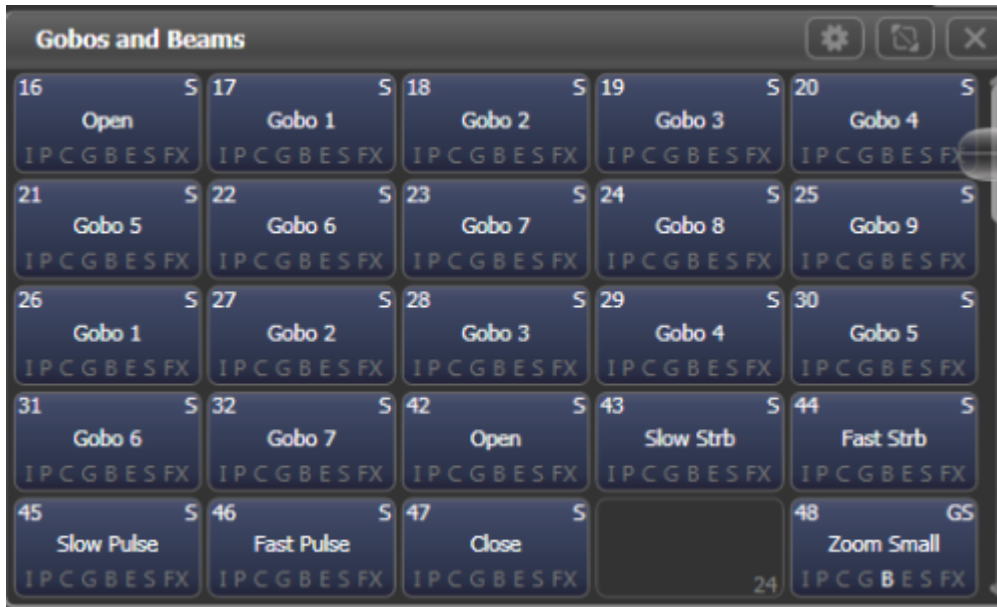 Gobos and Beams
16 S 17 S 18 S 19 S 20 S
Open Gobo 1 Gobo 2 Gobo 3 Gobo 4
I P C G B E S FX I P C G B E S FX I P C G B E S FX I P C G B E S FX I P C G B E S FX
21 S 22 S 23 S 24 S 25 S
Gobo 5 Gobo 6 Gobo 7 Gobo 8 Gobo 9
I P C G B E S FX I P C G B E S FX I P C G B E S FX I P C G B E S FX I P C G B E S FX
26 S 27 S 28 S 29 S 30 S
Gobo 1 Gobo 2 Gobo 3 Gobo 4 Gobo 5
I P C G B E S FX I P C G B E S FX I P C G B E S FX I P C G B E S FX I P C G B E S FX
31 S 32 S 42 S 43 S 44 S
Gobo 6 Gobo 7 Open Slow Strb Fast Strb
I P C G B E S FX I P C G B E S FX I P C G B E S FX I P C G B E S FX I P C G B E S FX
45 S 46 S 47 S 48 GS
Slow Pulse Fast Pulse Close Zoom Small
I P C G B E S FX I P C G B E S FX I P C G B E S FX 24 I P C G B E S FX